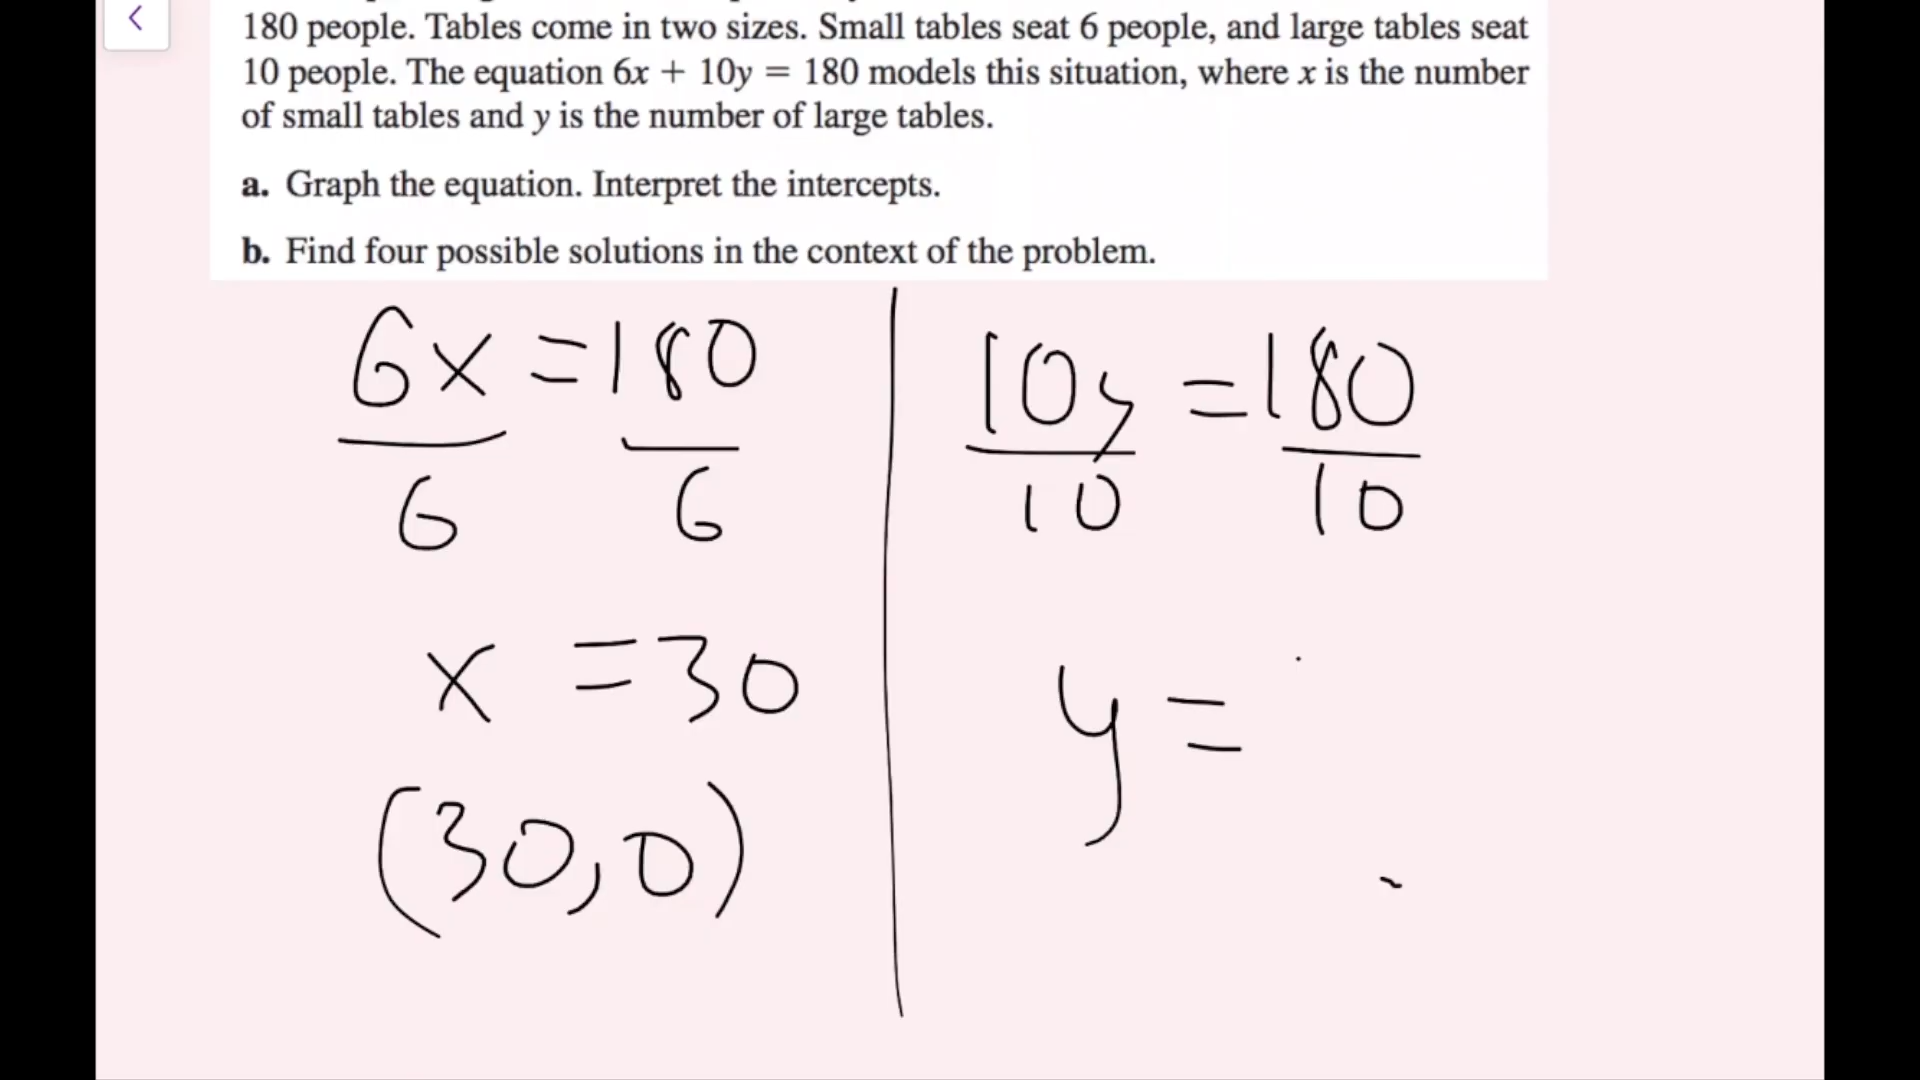 180 people. Tables come in two sizes. Small tables seat 6 people, and large tables seat
10 people. The equation 6x + 10y = 180 models this situation, where x is the number
of small tables and y is the number of large tables.
a. Graph the equation. Interpret the intercepts.
b. Find four possible solutions in the context of the problem.
6x = 180
6 6
x = 30
(30,0)
10y = 180
10 10
y =